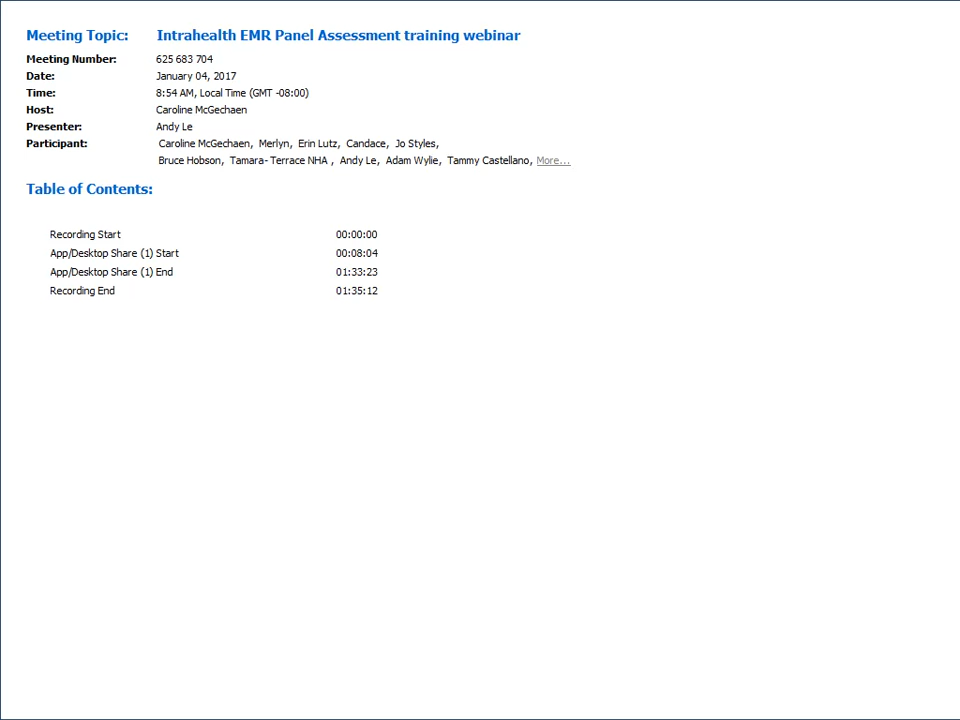 Meeting Topic: Intrahealth EMR Panel Assessment training webinar
Meeting Number: 625 683 704
Date: January 04, 2017
Time: 8:54 AM, Local Time (GMT -08:00)
Host: Caroline McGechaen
Presenter: Andy Le
Participant: Caroline McGechaen, Merlyn, Erin Lutz, Candace, Jo Styles,
Bruce Hobson, Tamara- Terrace NHA , Andy Le, Adam Wylie, Tammy Castellano, More...
Table of Contents:
Recording Start 00:00:00
App/Desktop Share (1) Start 00:08:04
App/Desktop Share (1) End 01:33:23
Recording End 01:35:12